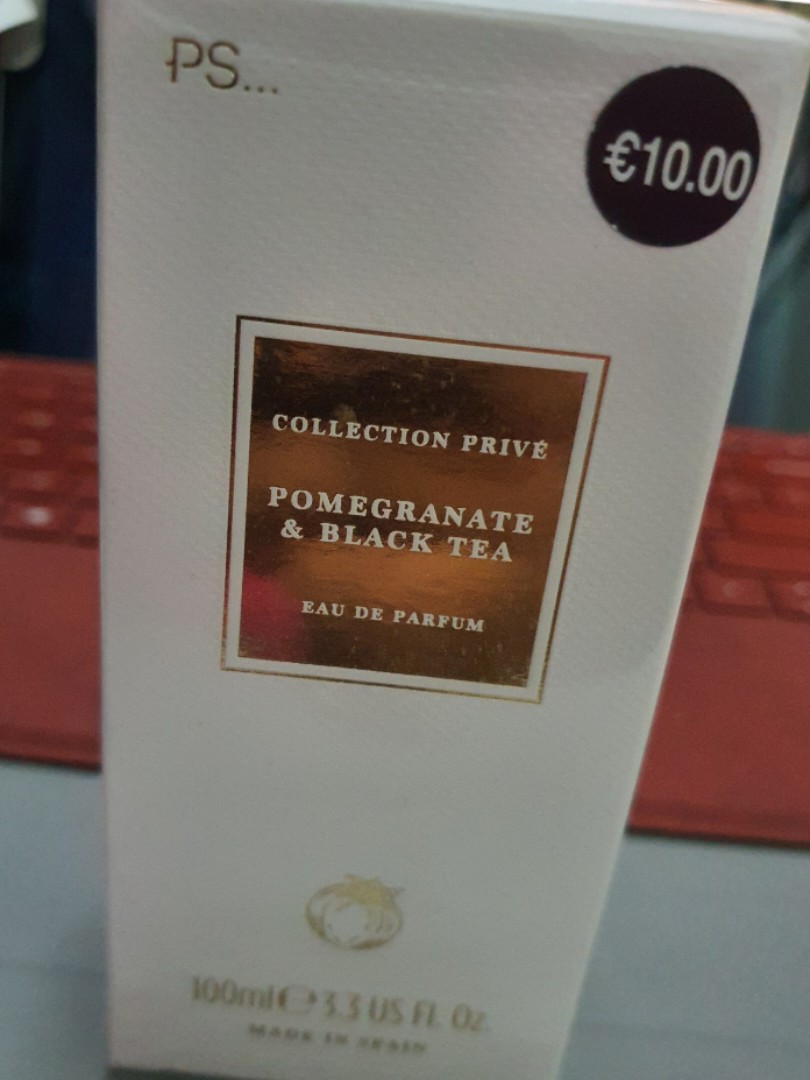 PS...
€10.00
COLLECTION PRIVÉ
POMEGRANATE
& BLACK TEA
EAU DE PARFUM
100ml ℮ 3.3 US FL. Oz.
MADE IN SPAIN